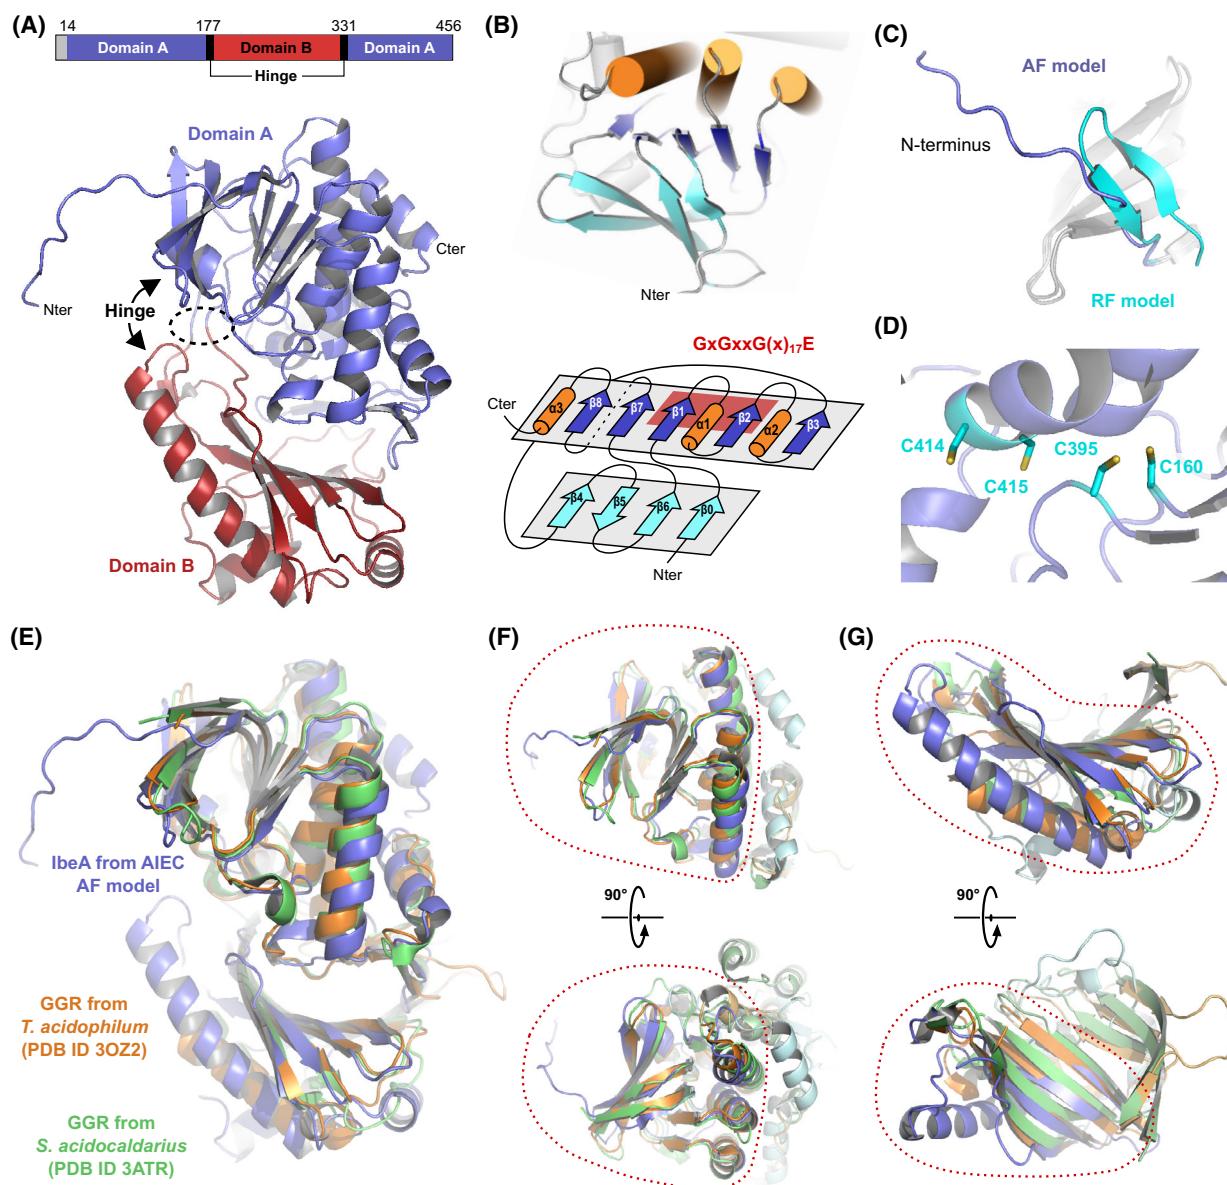 (A)
14 177 331 456
Domain A Domain B Domain A
Hinge
Domain A
Nter
Cter
Hinge
Domain B
(B)
Nter
GxGxxG(x)₁₇E
Cter
α3 β8 β7 β1 α1 β2 α2 β3
β4 β5 β6 β0
Nter
(C)
AF model
N-terminus
RF model
(D)
C414 C395 C160
C415
(E)
IbeA from AIEC
AF model
GGR from
T. acidophilum
(PDB ID 3OZ2)
GGR from
S. acidocaldarius
(PDB ID 3ATR)
(F)
90°
(G)
90°